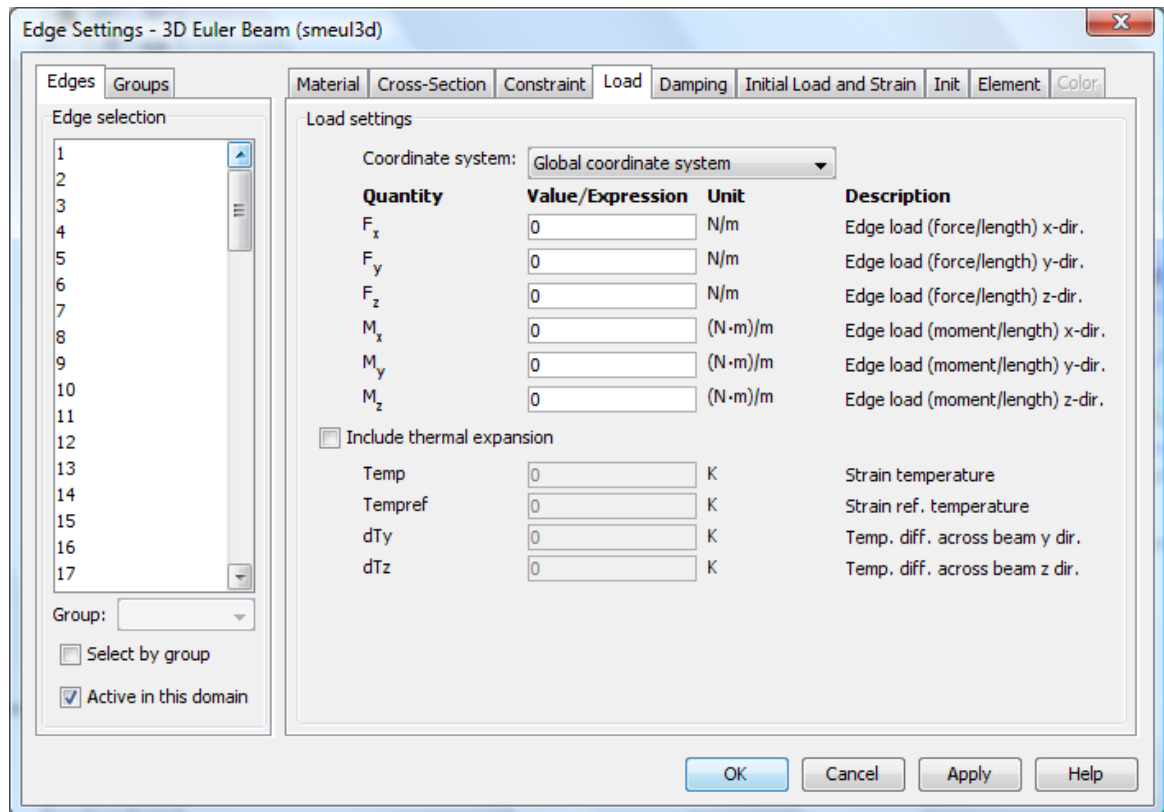 Edge Settings - 3D Euler Beam (smeul3d)
Edges Groups
Edge selection
1
2
3
4
5
6
7
8
9
10
11
12
13
14
15
16
17
Group:
Select by group
Active in this domain
Material Cross-Section Constraint Load Damping Initial Load and Strain Init Element Color
Load settings
Coordinate system: Global coordinate system
Quantity Value/Expression Unit Description
Fx 0 N/m Edge load (force/length) x-dir.
Fy 0 N/m Edge load (force/length) y-dir.
Fz 0 N/m Edge load (force/length) z-dir.
Mx 0 (N·m)/m Edge load (moment/length) x-dir.
My 0 (N·m)/m Edge load (moment/length) y-dir.
Mz 0 (N·m)/m Edge load (moment/length) z-dir.
Include thermal expansion
Temp 0 K Strain temperature
Tempref 0 K Strain ref. temperature
dTy 0 K Temp. diff. across beam y dir.
dTz 0 K Temp. diff. across beam z dir.
OK Cancel Apply Help